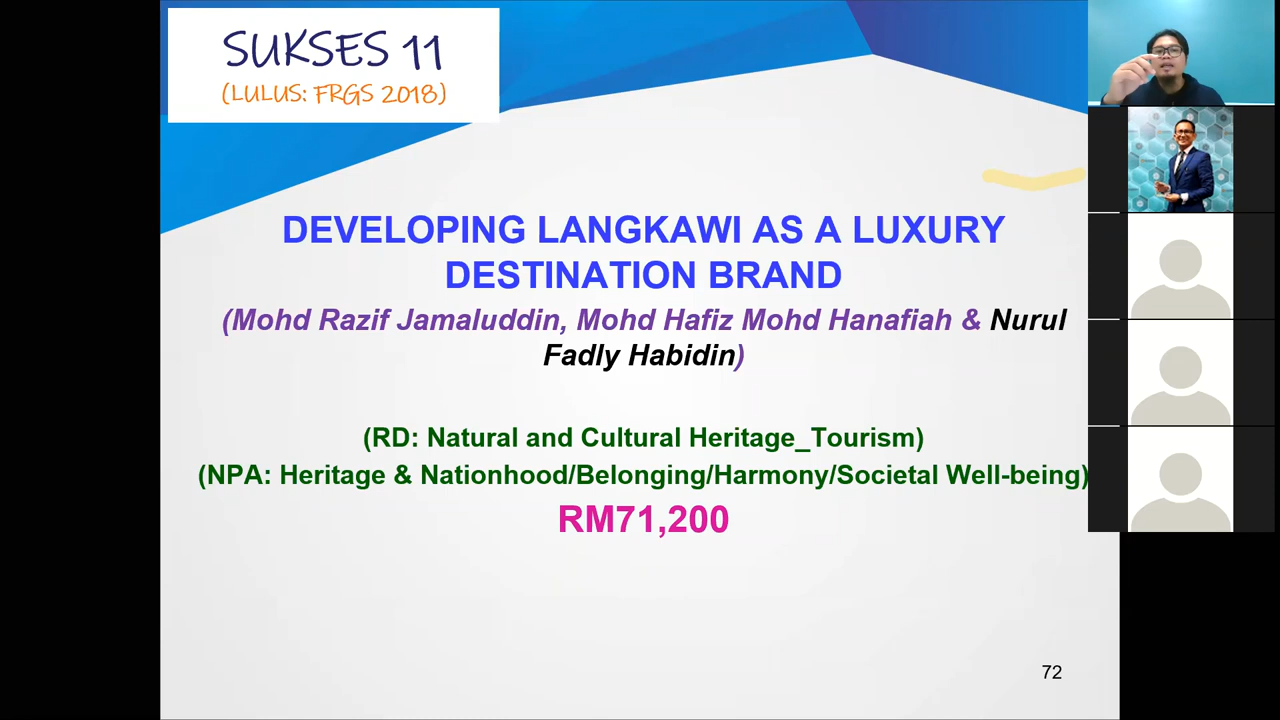 SUKSES 11
(LULUS: FRGS 2018)
DEVELOPING LANGKAWI AS A LUXURY
DESTINATION BRAND
(Mohd Razif Jamaluddin, Mohd Hafiz Mohd Hanafiah & Nurul
Fadly Habidin)
(RD: Natural and Cultural Heritage_Tourism)
(NPA: Heritage & Nationhood/Belonging/Harmony/Societal Well-being)
RM71,200
72